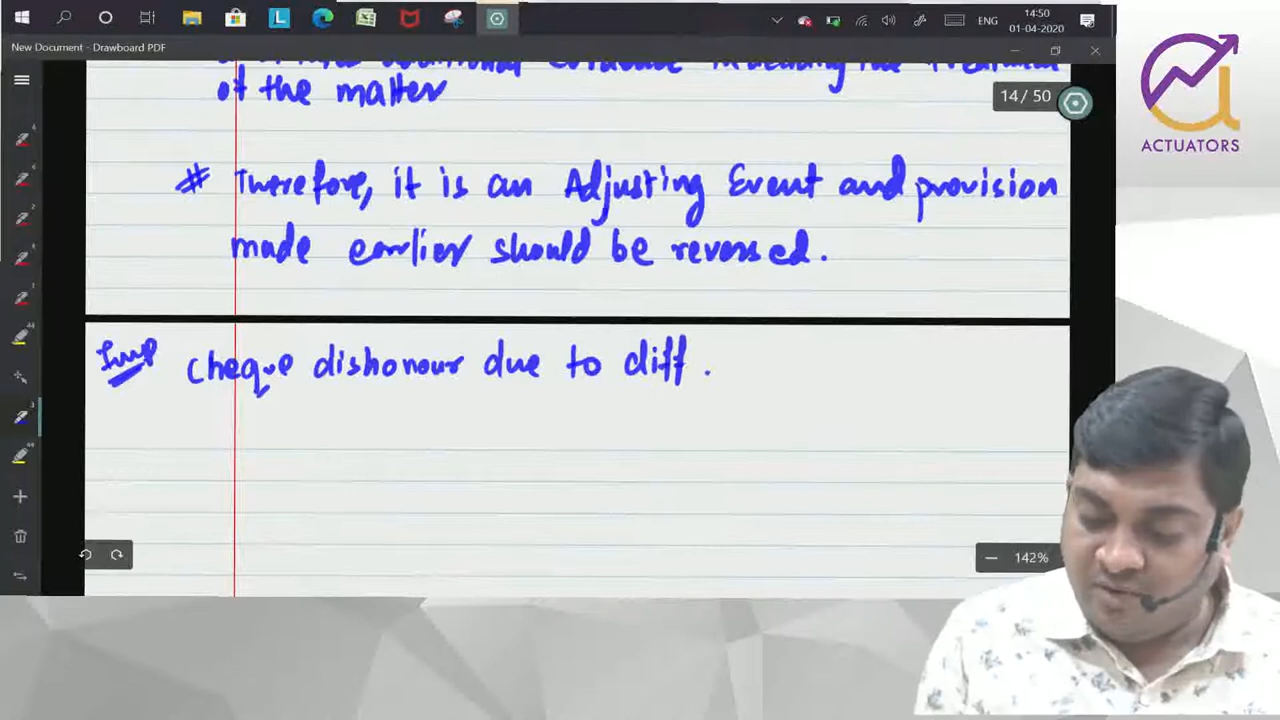 14:50
ENG
01-04-2020
New Document - Drawboard PDF
of the matter
14 / 50
ACTUATORS
# Therefore, it is an Adjusting Event and provision
made earlier should be reversed.
Imp cheque dishonour due to diff.
142%